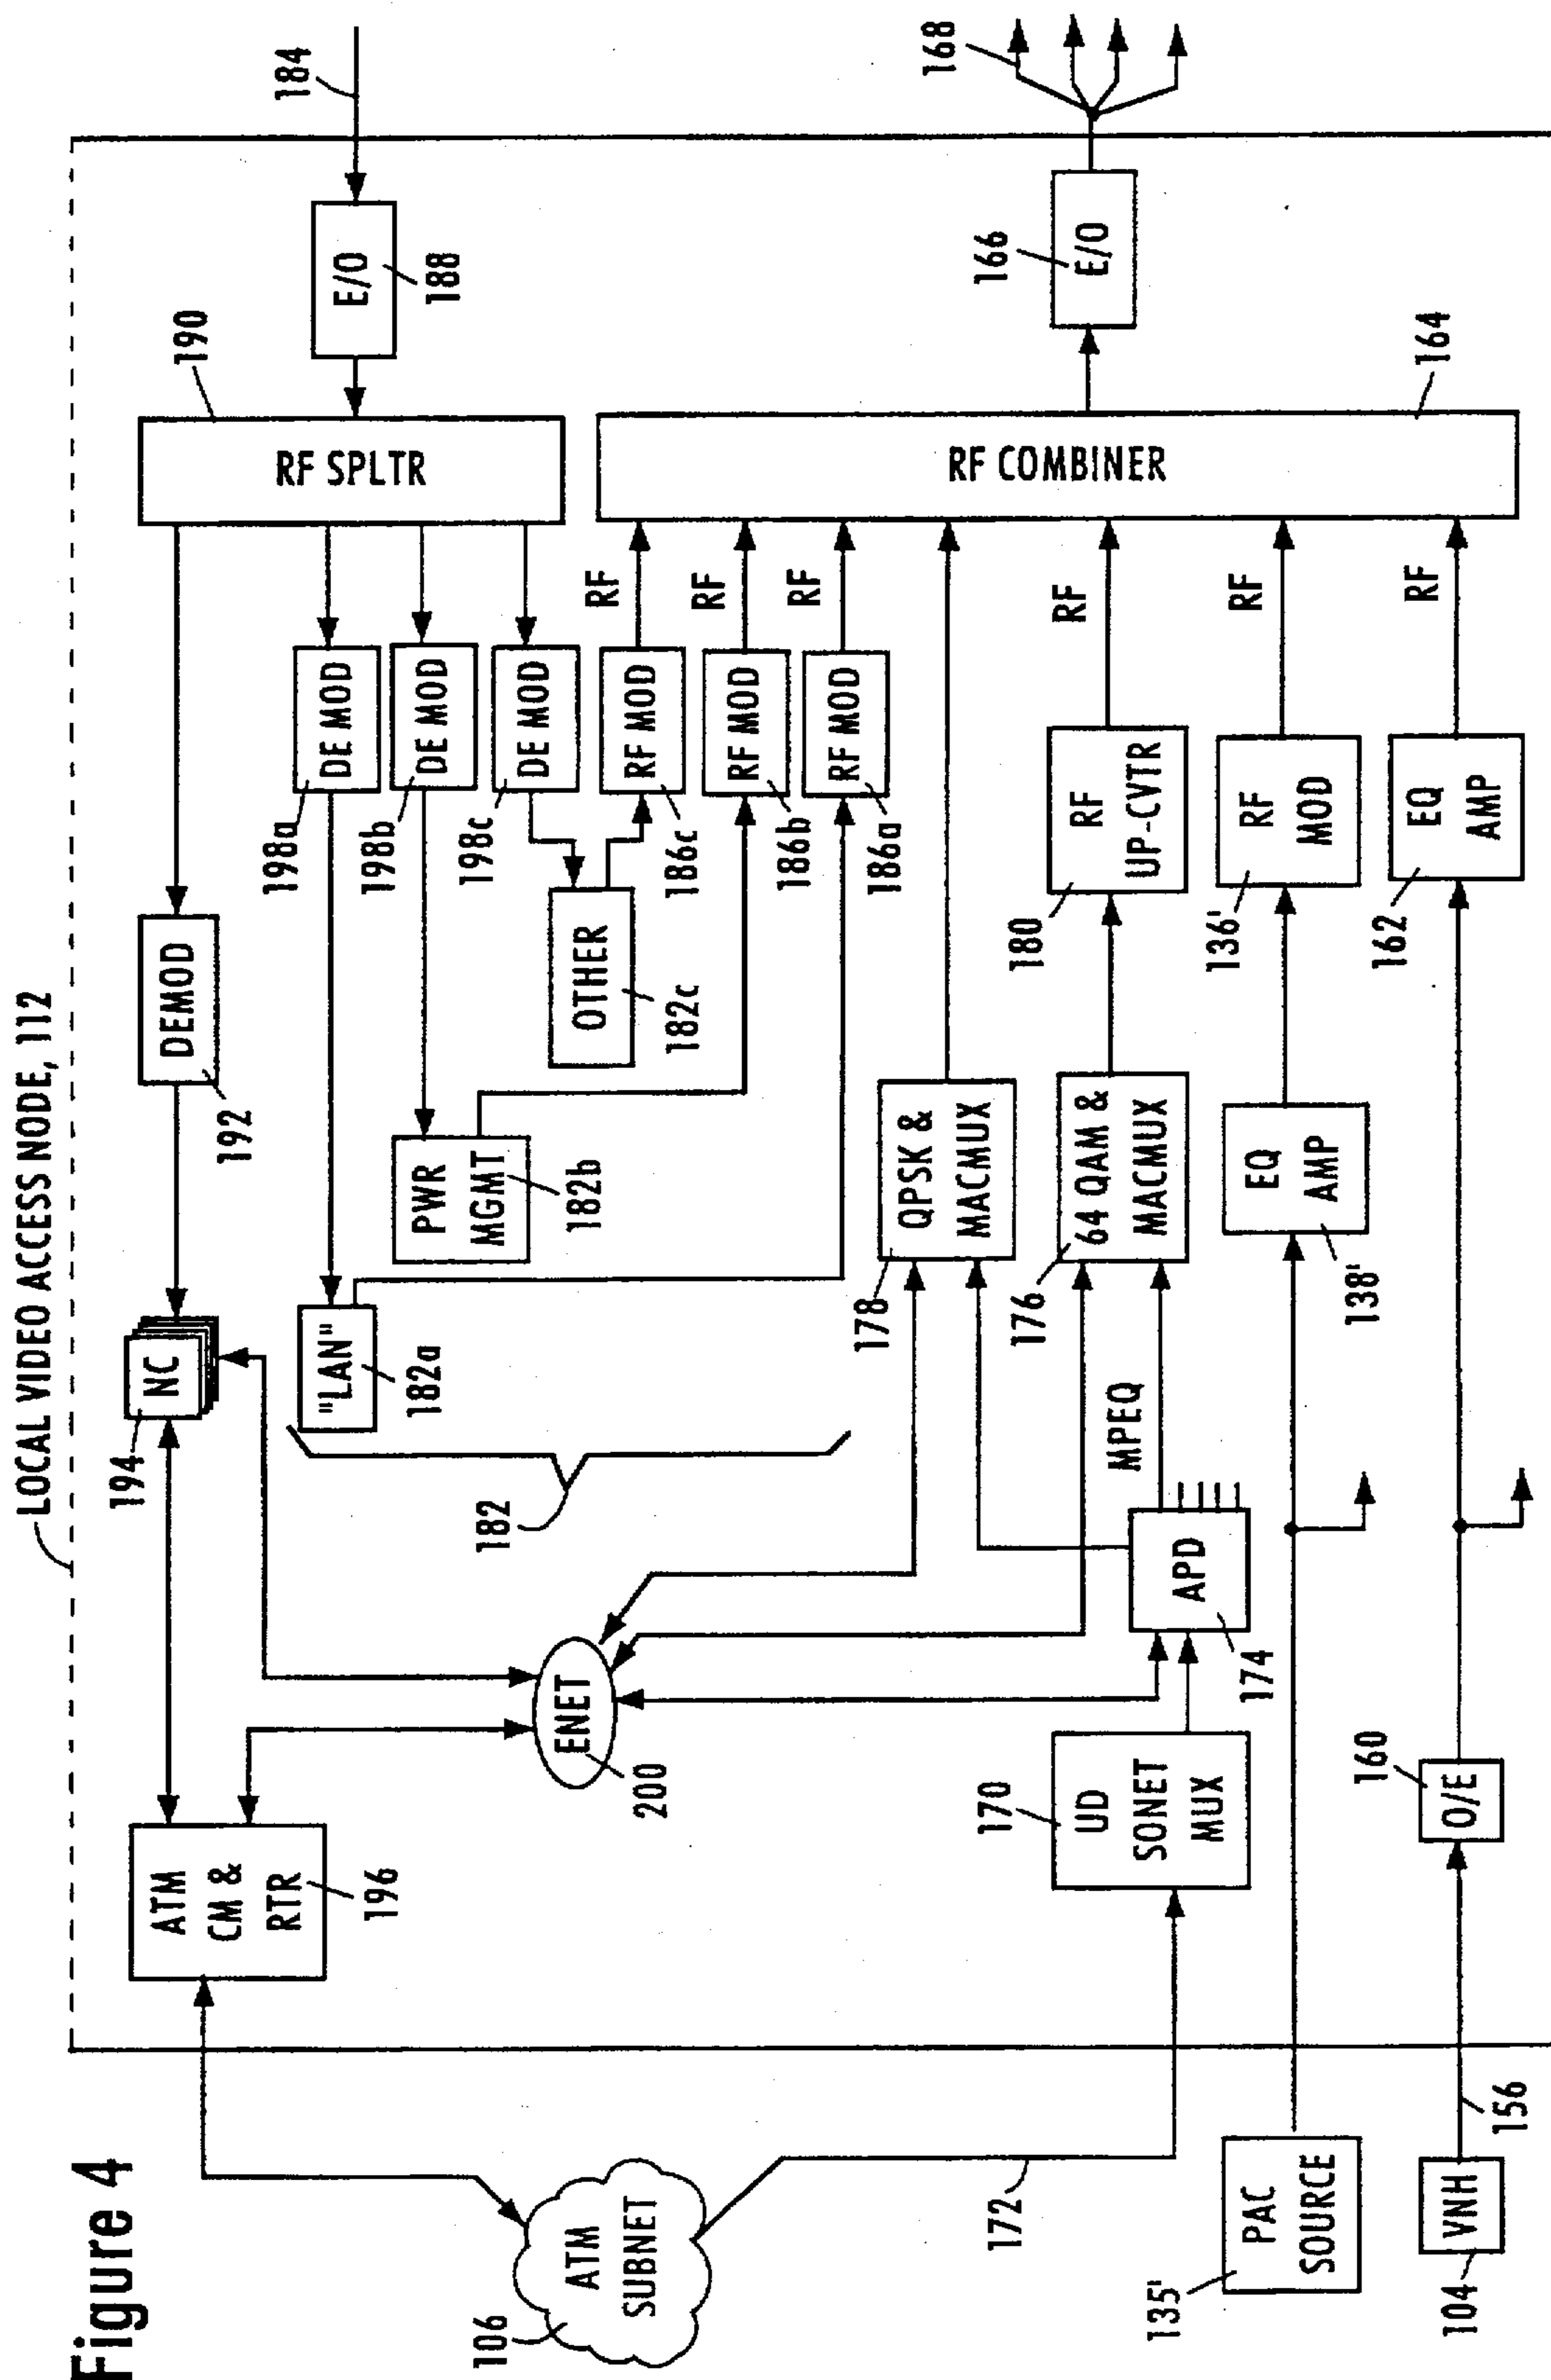 Figure 4
LOCAL VIDEO ACCESS NODE, 112
184
E/O
188
190
RF SPLTR
DEMOD
192
NC
194
ATM
CM &
RTR
196
DE MOD
198a
DE MOD
198b
DE MOD
198c
"LAN"
182a
PWR
MGMT
182b
OTHER
182c
182
RF MOD
186c
RF
RF MOD
186b
RF
RF MOD
186a
RF
ENET
200
ATM
SUBNET
106
172
UD
SONET
MUX
170
APD
174
MPEQ
QPSK &
MACMUX
178
64 QAM &
MACMUX
176
RF
UP-CVTR
180
RF
PAC
SOURCE
135'
EQ
AMP
138'
RF
MOD
136'
RF
VNH
104
156
O/E
160
EQ
AMP
162
RF
RF COMBINER
164
E/O
166
168